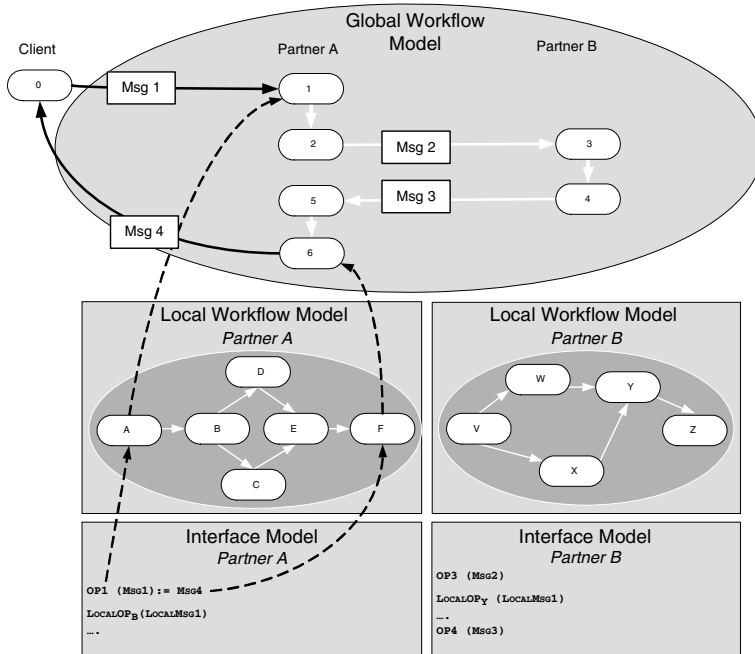 Global Workflow
Model
Client
Partner A
Partner B
0
Msg 1
1
2
Msg 2
3
5
Msg 3
4
Msg 4
6
Local Workflow Model
Partner A
D
A
B
E
F
C
Local Workflow Model
Partner B
W
Y
V
Z
X
Interface Model
Partner A
OP1 (Msg1):= Msg4
LocalOPB(LocalMsg1)
….
Interface Model
Partner B
OP3 (Msg2)
LocalOPY (LocalMsg1)
….
OP4 (Msg3)